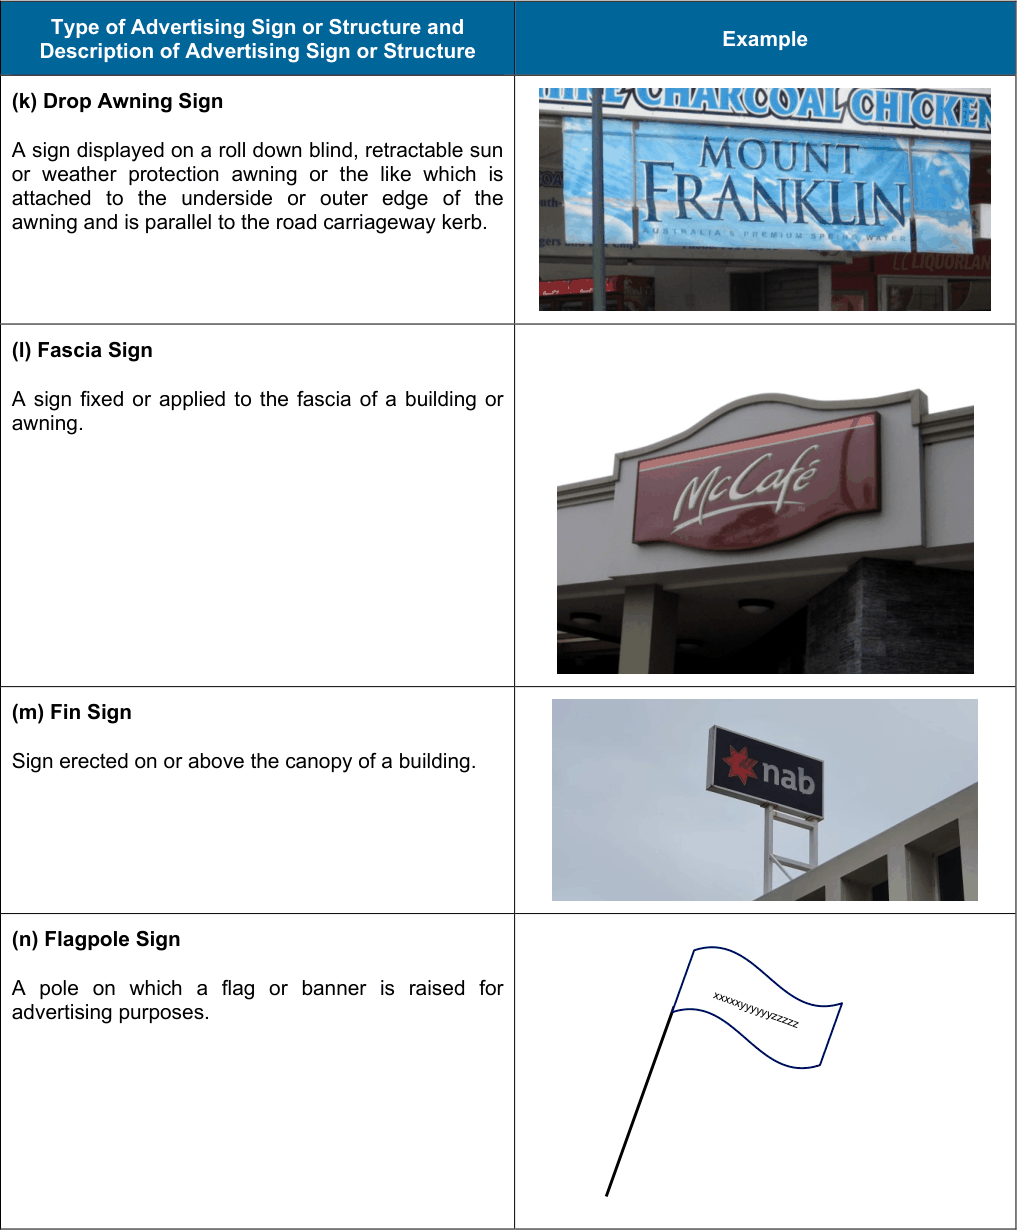 Type of Advertising Sign or Structure and
Description of Advertising Sign or Structure
Example
(k) Drop Awning Sign
A sign displayed on a roll down blind, retractable sun
or weather protection awning or the like which is
attached to the underside or outer edge of the
awning and is parallel to the road carriageway kerb.
CHARCOAL CHICKEN
MOUNT
FRANKLIN
AUSTRALIA'S PREMIUM SPRING WATER
(l) Fascia Sign
A sign fixed or applied to the fascia of a building or
awning.
McCafé
(m) Fin Sign
Sign erected on or above the canopy of a building.
nab
(n) Flagpole Sign
A pole on which a flag or banner is raised for
advertising purposes.
xxxxxyyyyyyzzzzz